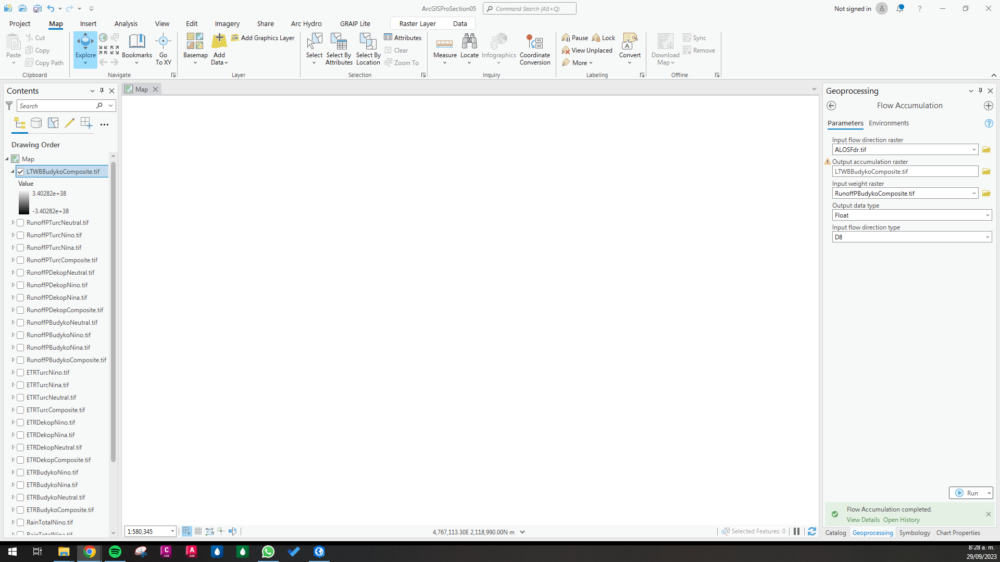 ArcGISProSection05
Command Search (Alt+Q)
Not signed in
?
Project
Map
Insert
Analysis
View
Edit
Imagery
Share
Arc Hydro
GRAIP Lite
Raster Layer
Data
Paste
Cut
Copy
Copy Path
Clipboard
Explore
Bookmarks
Go
To XY
Navigate
Basemap
Add
Data
Add Graphics Layer
Layer
Select
Select By
Attributes
Select By
Location
Attributes
Clear
Zoom To
Selection
Measure
Locate
Infographics
Coordinate
Conversion
Inquiry
Pause
Lock
View Unplaced
More
Convert
Labeling
Download
Map
Sync
Remove
Offline
Contents
Search
Drawing Order
Map
LTWBBudykoComposite.tif
Value
3.40282e+38
-3.40282e+38
RunoffPTurcNeutral.tif
RunoffPTurcNino.tif
RunoffPTurcNina.tif
RunoffPTurcComposite.tif
RunoffPDekopNeutral.tif
RunoffPDekopNino.tif
RunoffPDekopNina.tif
RunoffPDekopComposite.tif
RunoffPBudykoNeutral.tif
RunoffPBudykoNino.tif
RunoffPBudykoNina.tif
RunoffPBudykoComposite.tif
ETRTurcNino.tif
ETRTurcNina.tif
ETRTurcNeutral.tif
ETRTurcComposite.tif
ETRDekopNino.tif
ETRDekopNina.tif
ETRDekopNeutral.tif
ETRDekopComposite.tif
ETRBudykoNino.tif
ETRBudykoNina.tif
ETRBudykoNeutral.tif
ETRBudykoComposite.tif
RainTotalNino.tif
RainTotalNina.tif
Map
1:580,345
4,767,113.30E 2,118,990.00N m
Selected Features: 0
Geoprocessing
Flow Accumulation
Parameters
Environments
?
Input flow direction raster
ALOSFdr.tif
Output accumulation raster
LTWBBudykoComposite.tif
Input weight raster
RunoffPBudykoComposite.tif
Output data type
Float
Input flow direction type
D8
Run
Flow Accumulation completed.
View Details Open History
Catalog
Geoprocessing
Symbology
Chart Properties
C
C3D
A
CAD
8:28 a. m.
29/09/2023